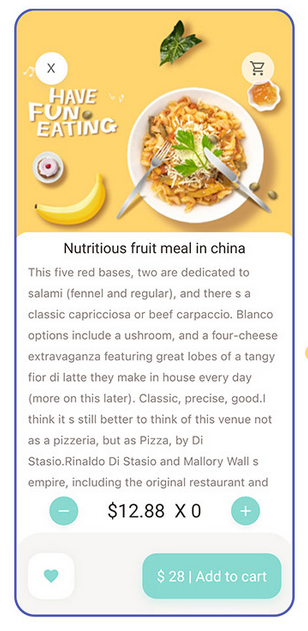 X
HAVE
FUN
EATING
Nutritious fruit meal in china
This five red bases, two are dedicated to
salami (fennel and regular), and there s a
classic capricciosa or beef carpaccio. Blanco
options include a ushroom, and a four-cheese
extravaganza featuring great lobes of a tangy
fior di latte they make in house every day
(more on this later). Classic, precise, good.I
think it s still better to think of this venue not
as a pizzeria, but as Pizza, by Di
Stasio.Rinaldo Di Stasio and Mallory Wall s
empire, including the original restaurant and
− $12.88 X 0 +
$ 28 | Add to cart